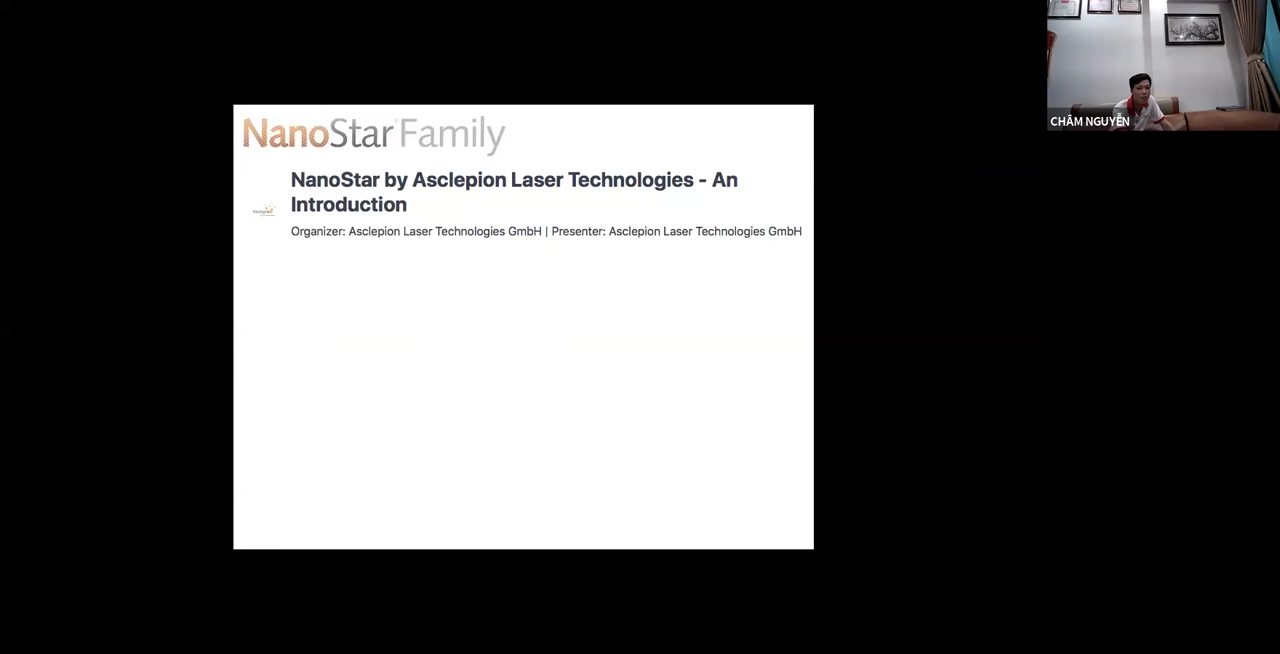 NanoStar® Family
NanoStar by Asclepion Laser Technologies - An
Introduction
Organizer: Asclepion Laser Technologies GmbH | Presenter: Asclepion Laser Technologies GmbH
CHÂM NGUYỄN